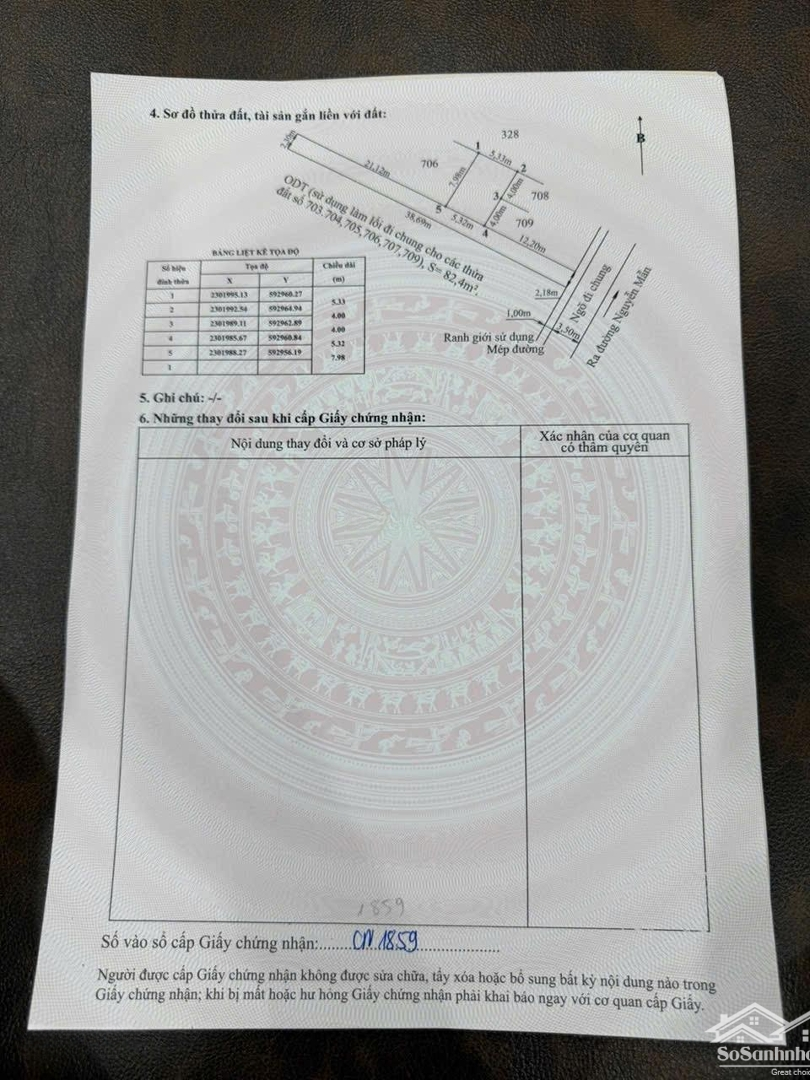 4. Sơ đồ thửa đất, tài sản gắn liền với đất:
B
328
1
5,33m
2
706
7,98m
4,00m
3
708
4,00m
709
5
5,32m
4
12,20m
2,10m
21,12m
38,69m
ODT (sử dụng làm lối đi chung cho các thửa
đất số 703.704,705,706,707,709), S= 82,4m².
2,18m
1,00m
2,50m
Ngõ đi chung
Ra đường Nguyễn Mẫn
Ranh giới sử dụng
Mép đường
BẢNG LIỆT KÊ TỌA ĐỘ
Số hiệu đỉnh thửa Tọa độ Chiều dài (m)
X Y
1 2301995.13 592960.27
5.33
2 2301992.54 592964.94
4.00
3 2301989.11 592962.89
4.00
4 2301985.67 592960.84
5.32
5 2301988.27 592956.19
7.98
1
5. Ghi chú: -/-
6. Những thay đổi sau khi cấp Giấy chứng nhận:
Nội dung thay đổi và cơ sở pháp lý
Xác nhận của cơ quan
có thẩm quyền
1859
Số vào sổ cấp Giấy chứng nhận:.......CN 1859.................
Người được cấp Giấy chứng nhận không được sửa chữa, tẩy xóa hoặc bổ sung bất kỳ nội dung nào trong
Giấy chứng nhận; khi bị mất hoặc hư hỏng Giấy chứng nhận phải khai báo ngay với cơ quan cấp Giấy.
SoSanhnho
Great choi